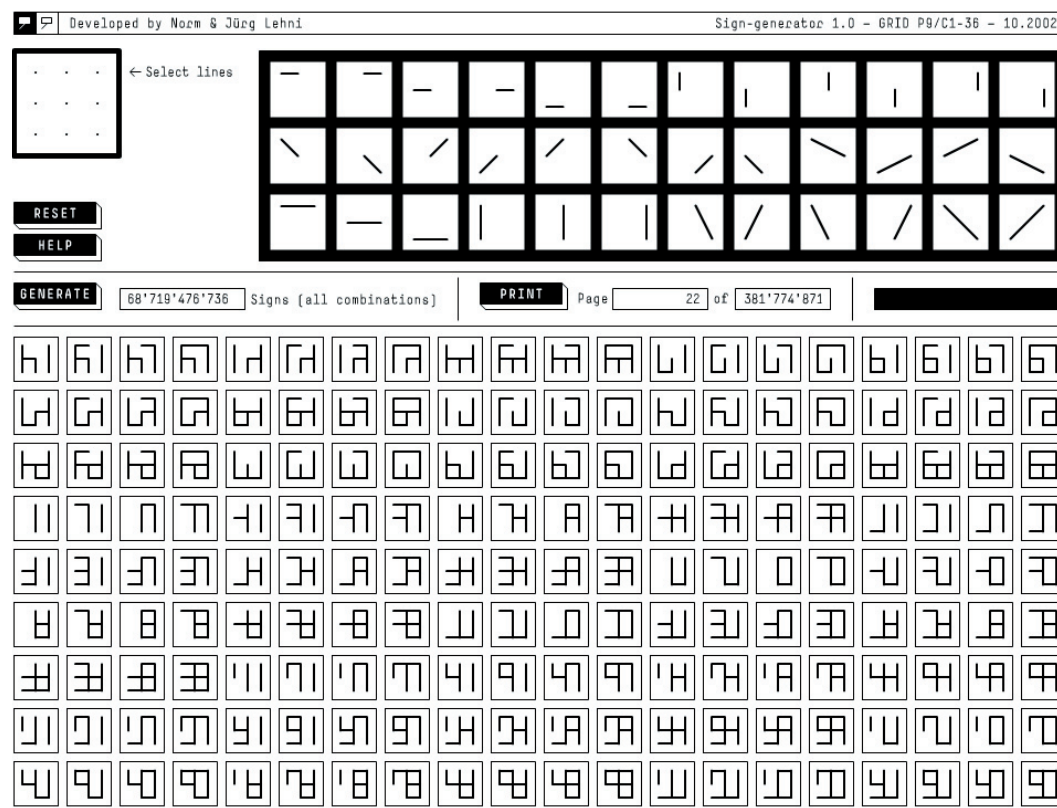 Developed by Norm & Jürg Lehni
Sign-generator 1.0 – GRID P9/C1-36 – 10.2002
←Select lines
RESET
HELP
GENERATE 68'719'476'736 Signs (all combinations) PRINT Page 22 of 381'774'871